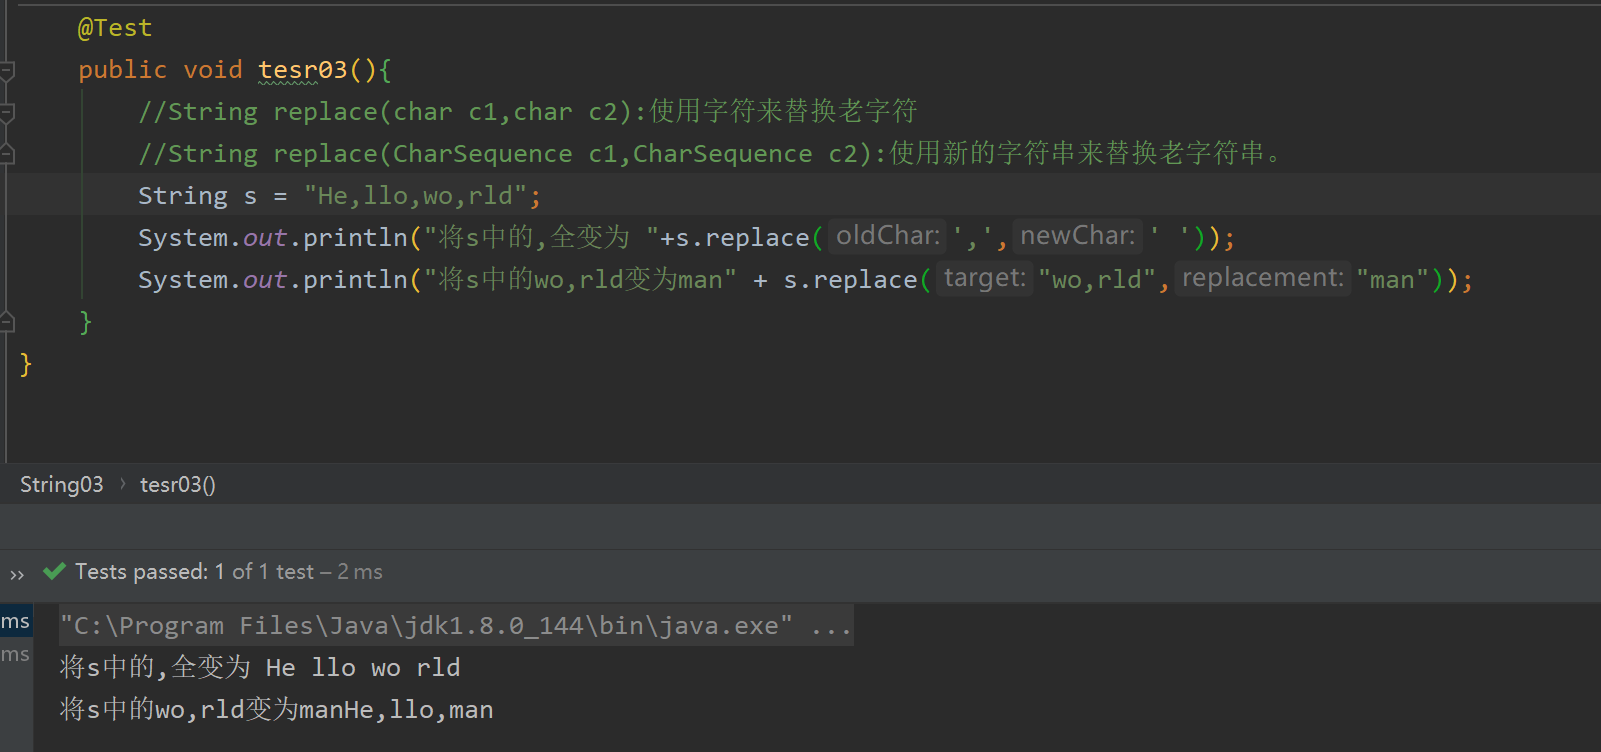 @Test
public void tesr03(){
//String replace(char c1,char c2):使用字符来替换老字符
//String replace(CharSequence c1,CharSequence c2):使用新的字符串来替换老字符串。
String s = "He,llo,wo,rld";
System.out.println("将s中的,全变为 "+s.replace( oldChar: ',', newChar: ' '));
System.out.println("将s中的wo,rld变为man" + s.replace( target: "wo,rld", replacement: "man"));
}
}
String03 › tesr03()
»  ✔ Tests passed: 1 of 1 test – 2 ms
ms "C:\Program Files\Java\jdk1.8.0_144\bin\java.exe" ...
ms 将s中的,全变为 He llo wo rld
将s中的wo,rld变为manHe,llo,man